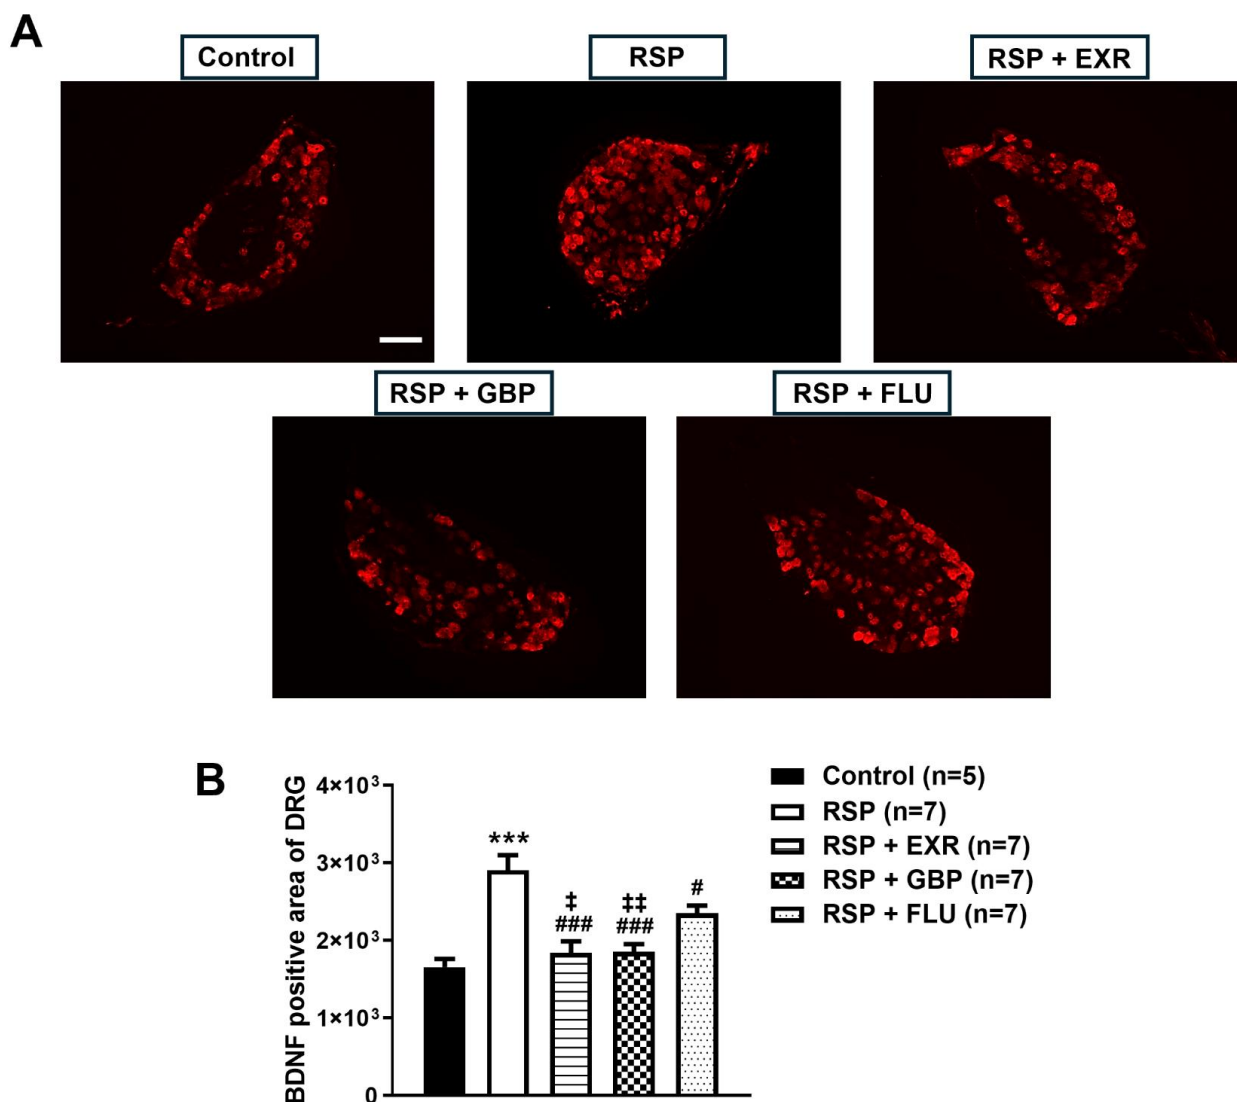 A
Control
RSP
RSP + EXR
RSP + GBP
RSP + FLU
B
BDNF positive area of DRG
4×10³
3×10³
2×10³
1×10³
0
***
‡
###
‡‡
###
#
Control (n=5)
RSP (n=7)
RSP + EXR (n=7)
RSP + GBP (n=7)
RSP + FLU (n=7)